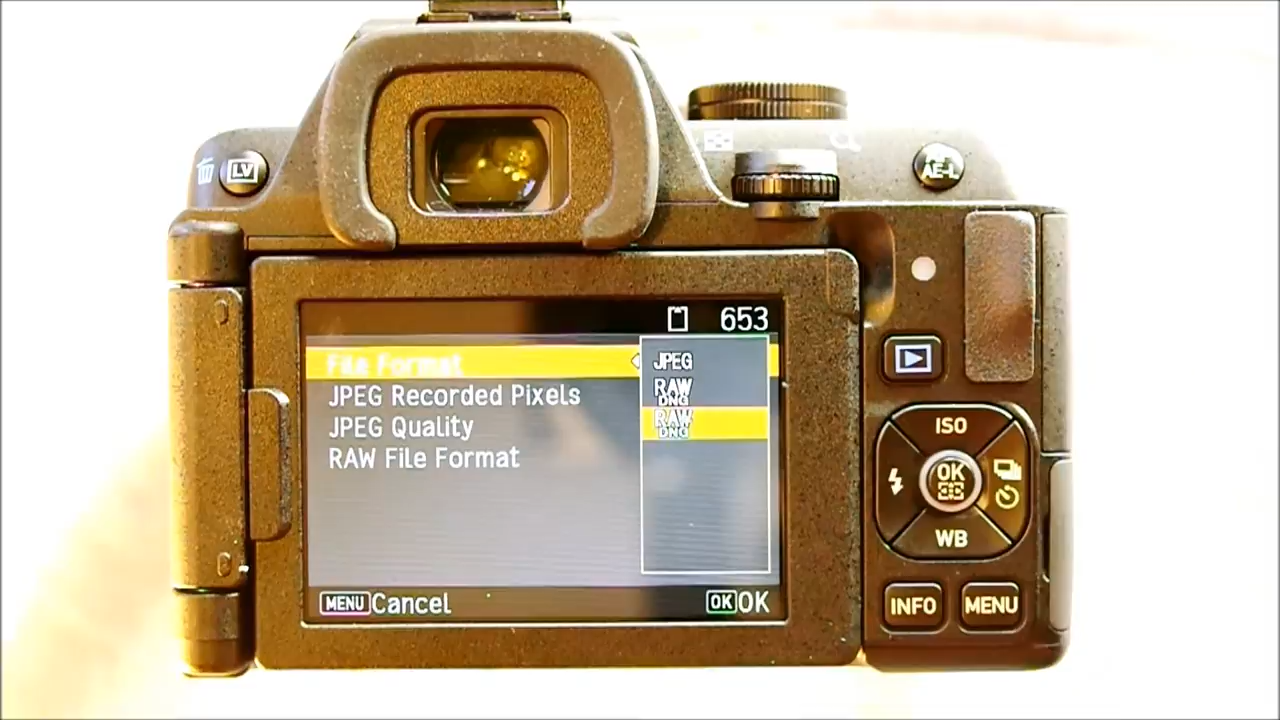 LV
AE-L
653
File Format
JPEG
JPEG Recorded Pixels
RAW
DNG
JPEG Quality
RAW
DNG
RAW File Format
MENU Cancel
OK OK
ISO
OK
WB
INFO
MENU